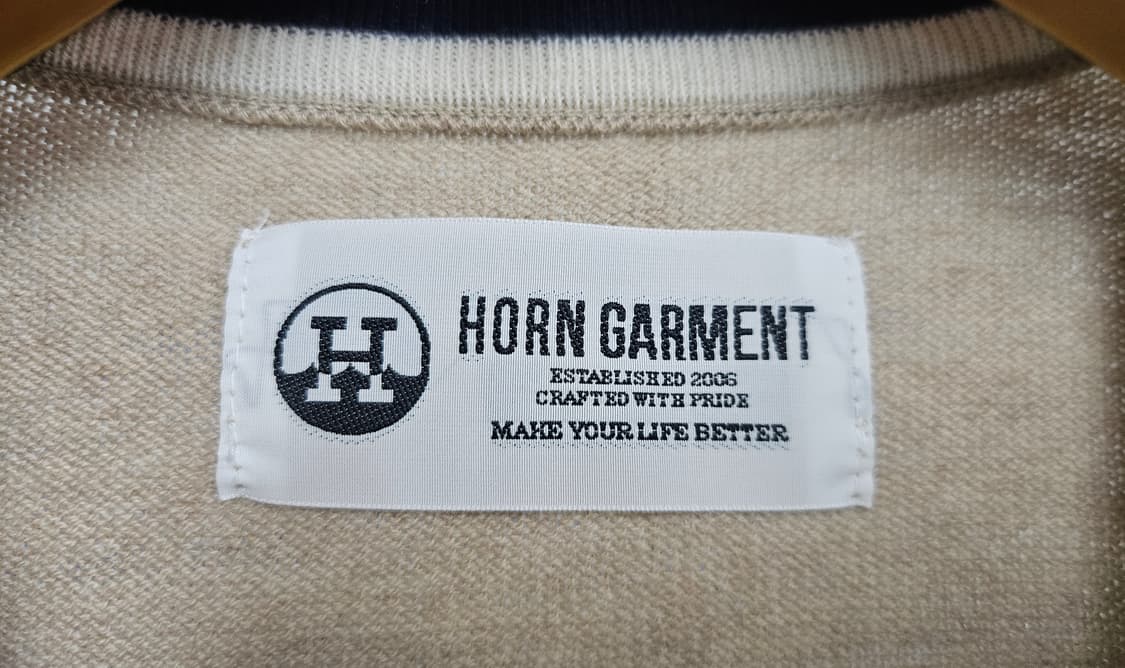 H
HORN GARMENT
ESTABLISHED 2006
CRAFTED WITH PRIDE
MAKE YOUR LIFE BETTER